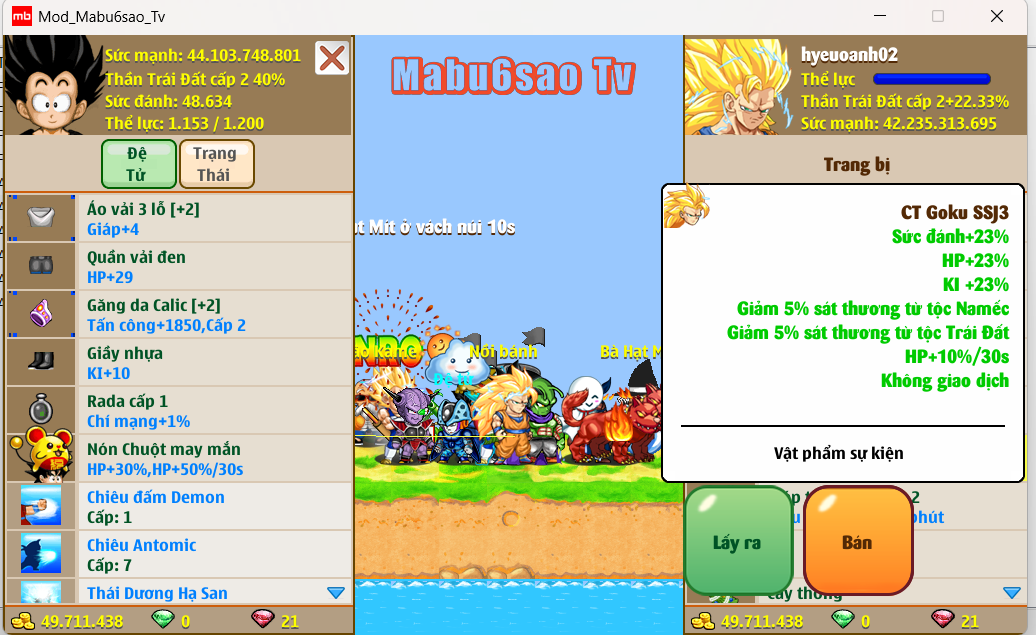 mb Mod_Mabu6sao_Tv
Sức mạnh: 44.103.748.801
Thần Trái Đất cấp 2 40%
Sức đánh: 48.634
Thể lực: 1.153 / 1.200
Đệ
Tử
Trạng
Thái
Áo vải 3 lỗ [+2]
Giáp+4
Quần vải đen
HP+29
Găng da Calic [+2]
Tấn công+1850,Cấp 2
Giầy nhựa
KI+10
Rada cấp 1
Chí mạng+1%
Nón Chuột may mắn
HP+30%,HP+50%/30s
Chiêu đấm Demon
Cấp: 1
Chiêu Antomic
Cấp: 7
Thái Dương Hạ San
49.711.438 0 21
Mabu6sao Tv
t Mít ở vách núi 10s
Nồi bánh
Bà Hạt M
Đệ tử
hyeuoanh02
Thể lực
Thần Trái Đất cấp 2+22.33%
Sức mạnh: 42.235.313.695
Trang bị
CT Goku SSJ3
Sức đánh+23%
HP+23%
KI +23%
Giảm 5% sát thương từ tộc Namếc
Giảm 5% sát thương từ tộc Trái Đất
HP+10%/30s
Không giao dịch
Vật phẩm sự kiện
2
phút
Lấy ra
Bán
cây thông
49.711.438 0 21